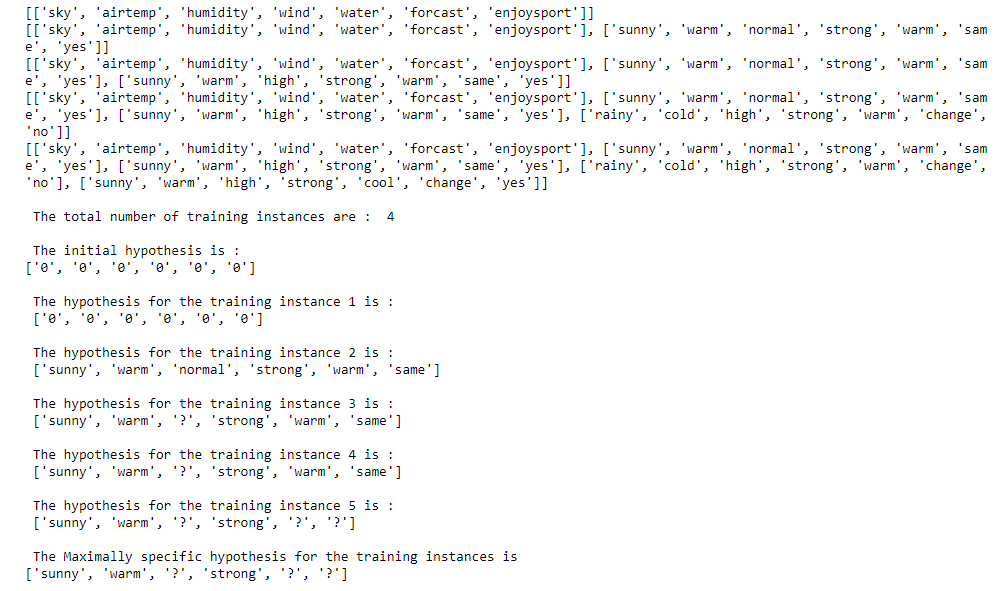 [['sky', 'airtemp', 'humidity', 'wind', 'water', 'forcast', 'enjoysport']]
[['sky', 'airtemp', 'humidity', 'wind', 'water', 'forcast', 'enjoysport'], ['sunny', 'warm', 'normal', 'strong', 'warm', 'sam
e', 'yes']]
[['sky', 'airtemp', 'humidity', 'wind', 'water', 'forcast', 'enjoysport'], ['sunny', 'warm', 'normal', 'strong', 'warm', 'sam
e', 'yes'], ['sunny', 'warm', 'high', 'strong', 'warm', 'same', 'yes']]
[['sky', 'airtemp', 'humidity', 'wind', 'water', 'forcast', 'enjoysport'], ['sunny', 'warm', 'normal', 'strong', 'warm', 'sam
e', 'yes'], ['sunny', 'warm', 'high', 'strong', 'warm', 'same', 'yes'], ['rainy', 'cold', 'high', 'strong', 'warm', 'change',
'no']]
[['sky', 'airtemp', 'humidity', 'wind', 'water', 'forcast', 'enjoysport'], ['sunny', 'warm', 'normal', 'strong', 'warm', 'sam
e', 'yes'], ['sunny', 'warm', 'high', 'strong', 'warm', 'same', 'yes'], ['rainy', 'cold', 'high', 'strong', 'warm', 'change',
'no'], ['sunny', 'warm', 'high', 'strong', 'cool', 'change', 'yes']]
The total number of training instances are :  4
The initial hypothesis is :
['0', '0', '0', '0', '0', '0']
The hypothesis for the training instance 1 is :
['0', '0', '0', '0', '0', '0']
The hypothesis for the training instance 2 is :
['sunny', 'warm', 'normal', 'strong', 'warm', 'same']
The hypothesis for the training instance 3 is :
['sunny', 'warm', '?', 'strong', 'warm', 'same']
The hypothesis for the training instance 4 is :
['sunny', 'warm', '?', 'strong', 'warm', 'same']
The hypothesis for the training instance 5 is :
['sunny', 'warm', '?', 'strong', '?', '?']
The Maximally specific hypothesis for the training instances is
['sunny', 'warm', '?', 'strong', '?', '?']